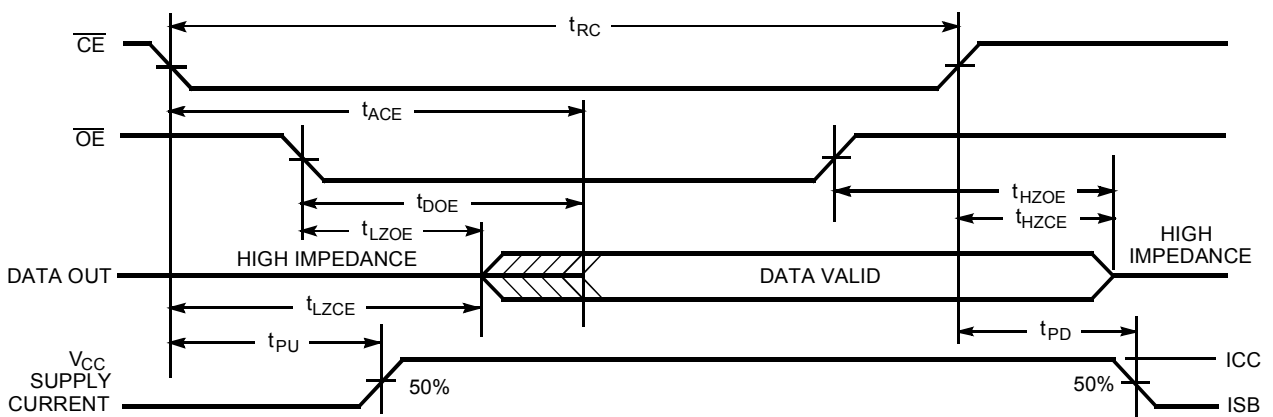 tRC
CE
tACE
OE
tHZOE
tDOE
tHZCE
tLZOE
HIGH IMPEDANCE
HIGH
IMPEDANCE
DATA OUT
DATA VALID
tLZCE
tPU
tPD
VCC
SUPPLY
CURRENT
50%
50%
ICC
ISB